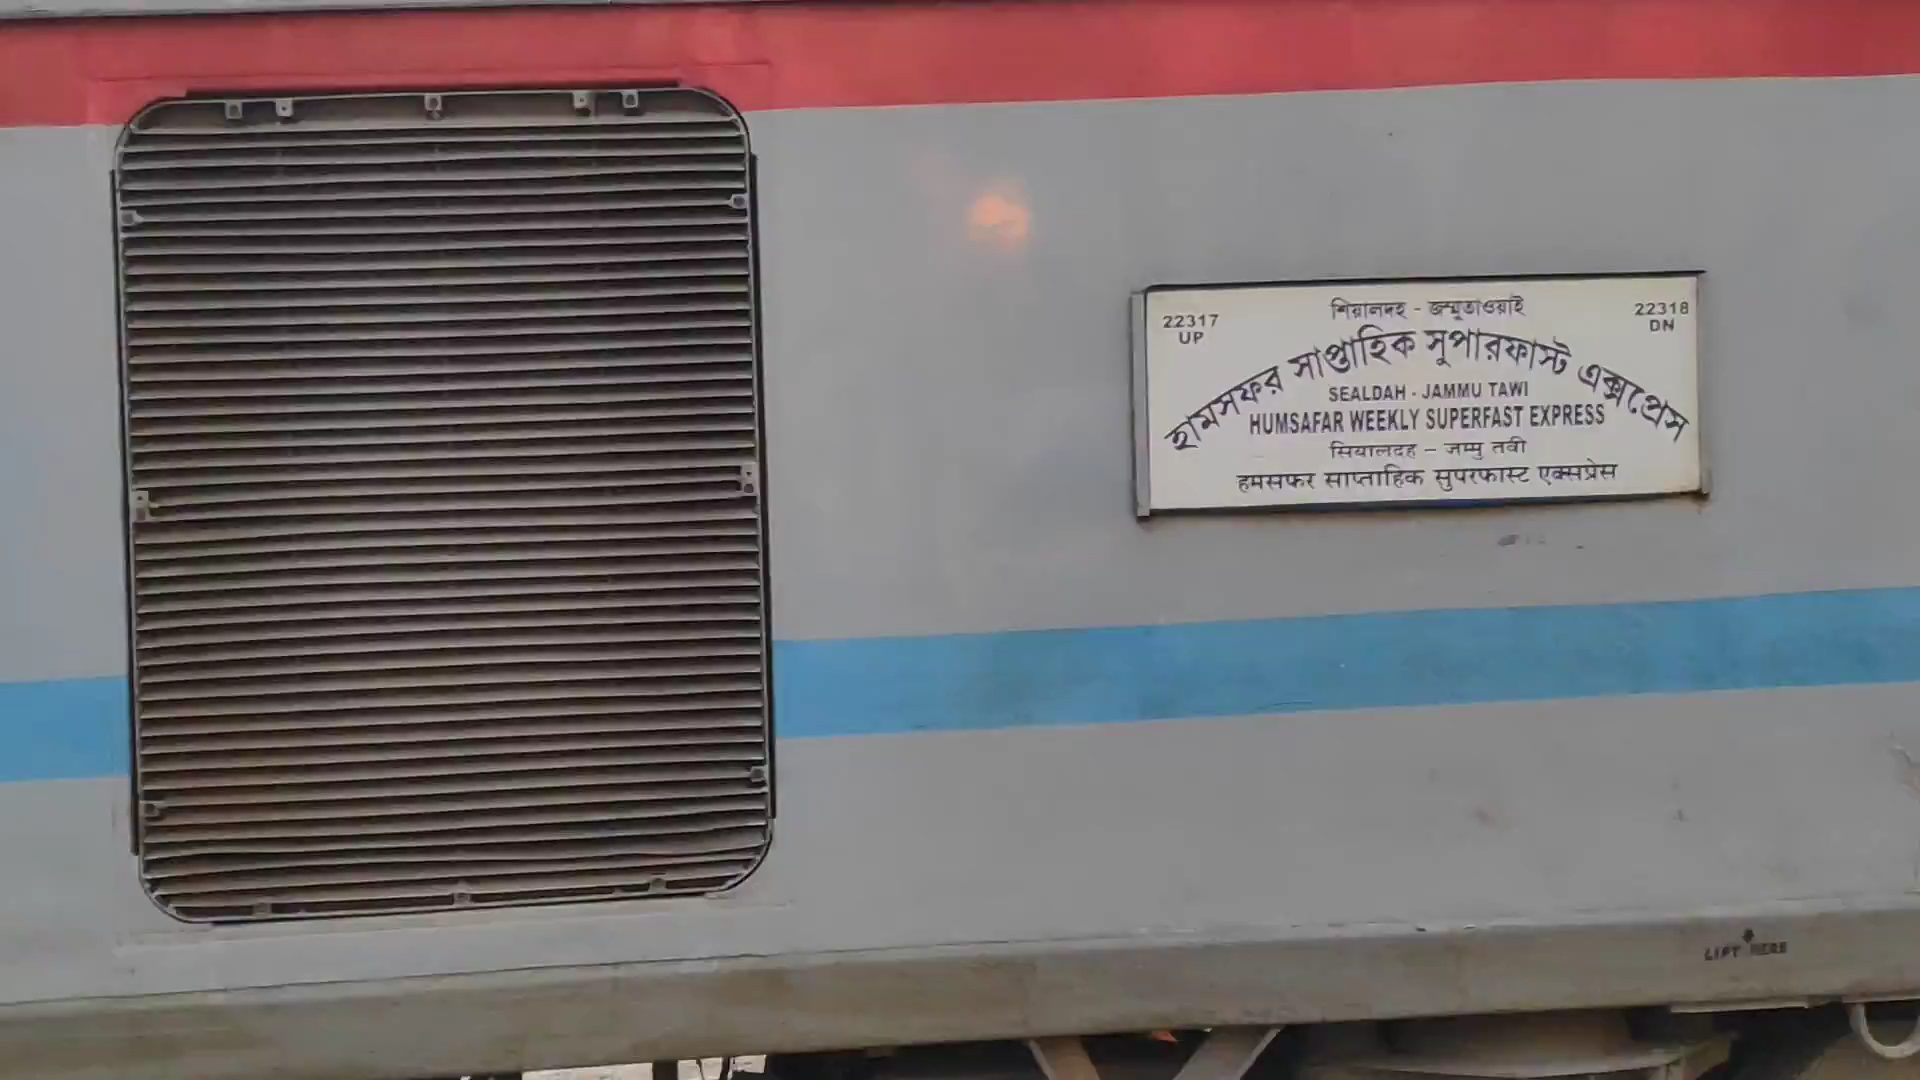 22317
UP
শিয়ালদহ - জম্মুতাওয়াই
22318
DN
হামসফর সাপ্তাহিক সুপারফাস্ট এক্সপ্রেস
SEALDAH - JAMMU TAWI
HUMSAFAR WEEKLY SUPERFAST EXPRESS
सियालदह – जम्मु तवी
हमसफर साप्ताहिक सुपरफास्ट एक्सप्रेस
LIFT HERE